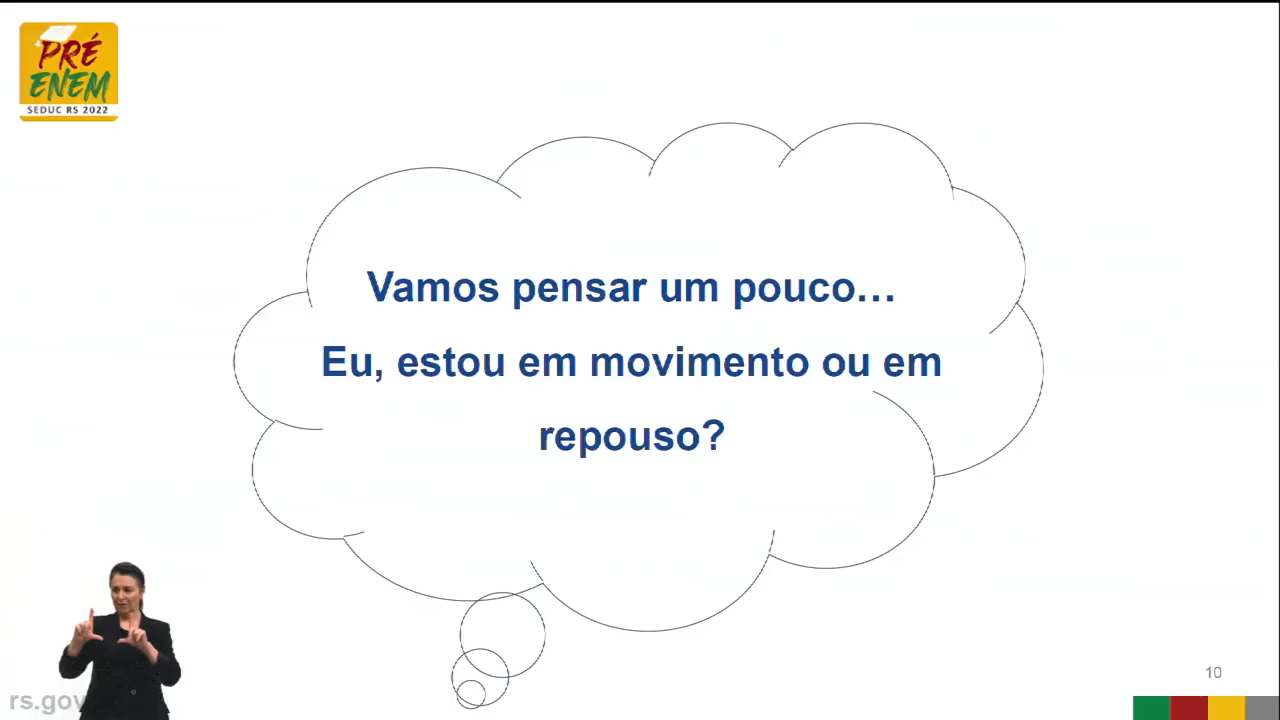 PRÉ
ENEM
SEDUC RS 2022
Vamos pensar um pouco...
Eu, estou em movimento ou em
repouso?
10
rs.gov